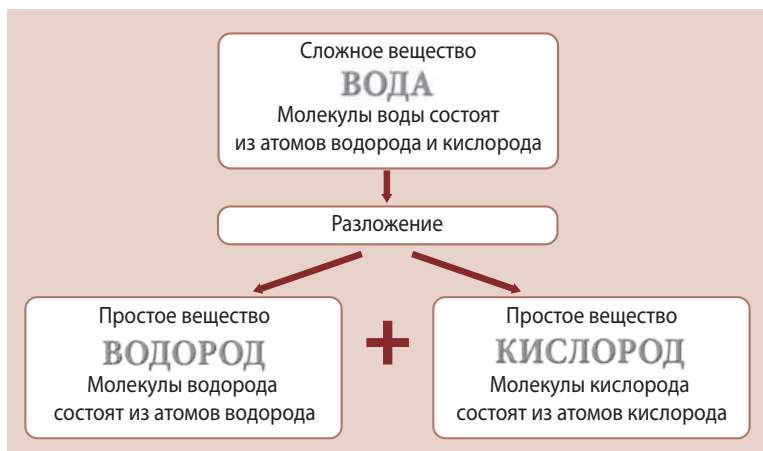 Сложное вещество
ВОДА
Молекулы воды состоят
из атомов водорода и кислорода
Разложение
Простое вещество
ВОДОРОД
Молекулы водорода
состоят из атомов водорода
+
Простое вещество
КИСЛОРОД
Молекулы кислорода
состоят из атомов кислорода